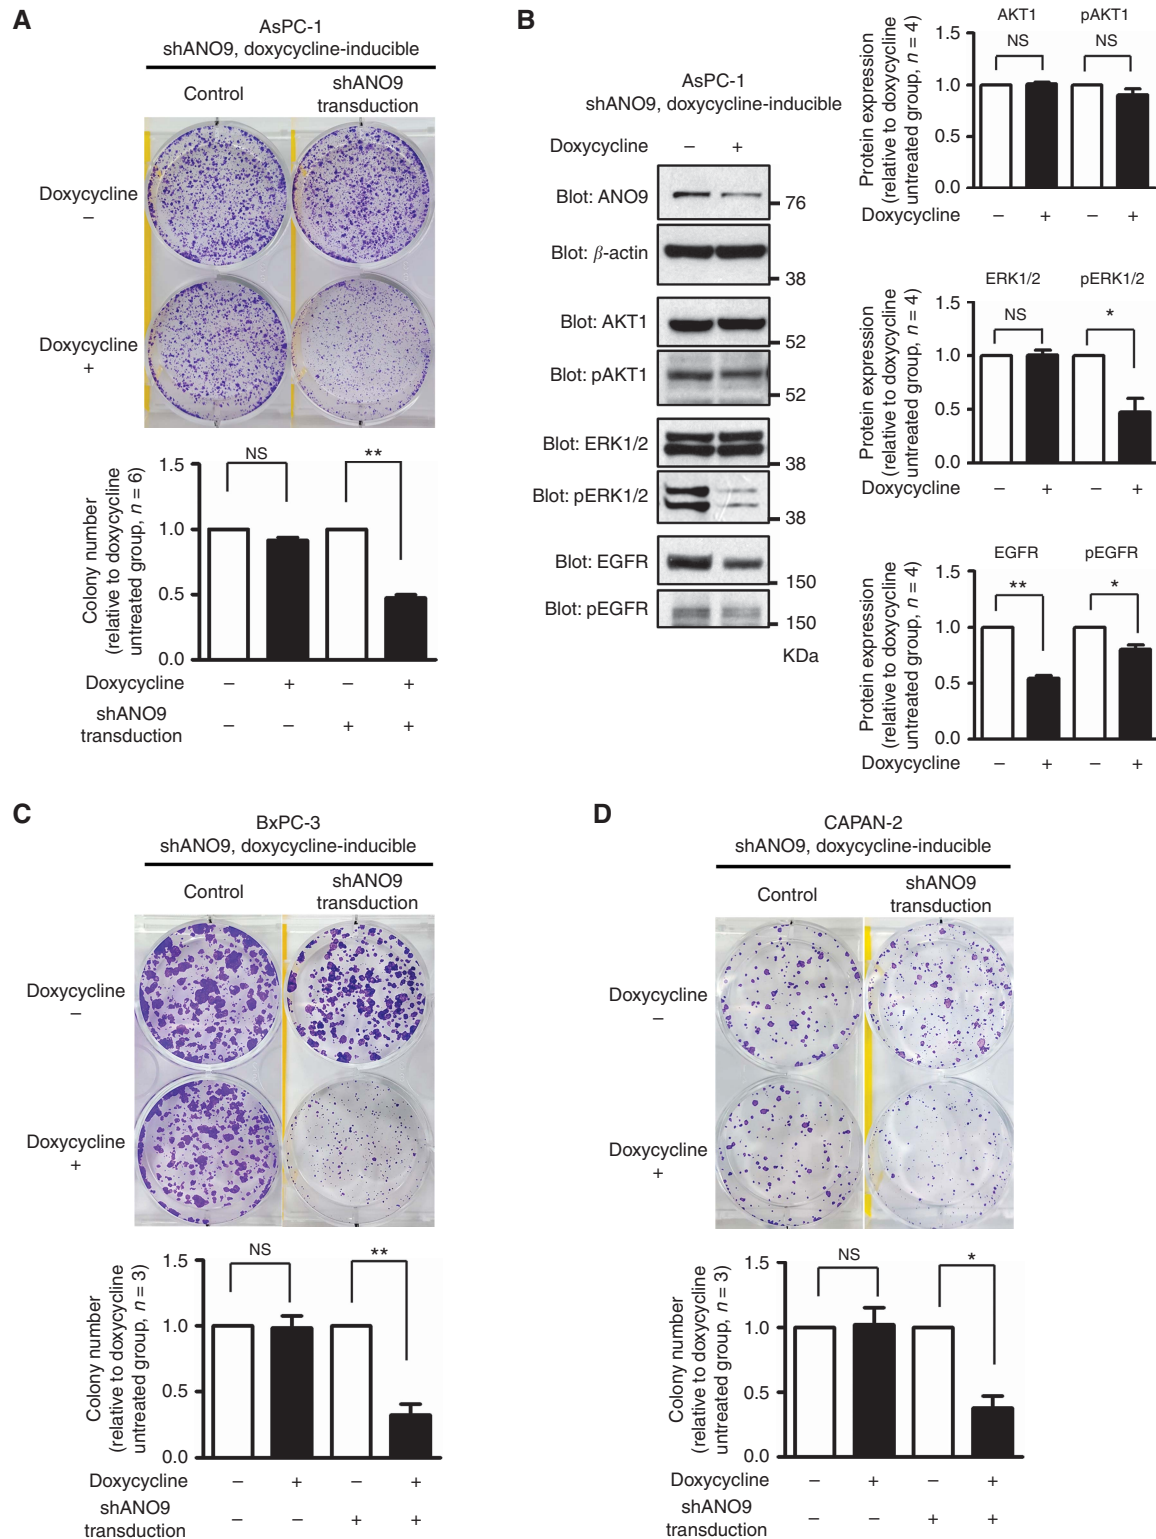 A
AsPC-1
shANO9, doxycycline-inducible
Control
shANO9
transduction
Doxycycline
–
Doxycycline
+
Colony number
(relative to doxycycline
untreated group, n = 6)
1.5
1.0
0.5
0.0
NS
**
Doxycycline – + – +
shANO9
transduction
– – + +
B
AsPC-1
shANO9, doxycycline-inducible
Doxycycline – +
Blot: ANO9
76
Blot: β-actin
38
Blot: AKT1
52
Blot: pAKT1
52
Blot: ERK1/2
38
Blot: pERK1/2
38
Blot: EGFR
150
Blot: pEGFR
150
KDa
AKT1 pAKT1
Protein expression
(relative to doxycycline
untreated group, n = 4)
1.5
1.0
0.5
0.0
NS NS
Doxycycline – + – +
ERK1/2 pERK1/2
Protein expression
(relative to doxycycline
untreated group, n = 4)
1.5
1.0
0.5
0.0
NS *
Doxycycline – + – +
EGFR pEGFR
Protein expression
(relative to doxycycline
untreated group, n = 4)
1.5
1.0
0.5
0.0
** *
Doxycycline – + – +
C
BxPC-3
shANO9, doxycycline-inducible
Control
shANO9
transduction
Doxycycline
–
Doxycycline
+
Colony number
(relative to doxycycline
untreated group, n = 3)
1.5
1.0
0.5
0.0
NS
**
Doxycycline – + – +
shANO9
transduction
– – + +
D
CAPAN-2
shANO9, doxycycline-inducible
Control
shANO9
transduction
Doxycycline
–
Doxycycline
+
Colony number
(relative to doxycycline
untreated group, n = 3)
1.5
1.0
0.5
0.0
NS
*
Doxycycline – + – +
shANO9
transduction
– – + +